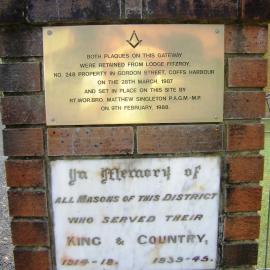 BOTH PLAQUES ON THIS GATEWAY
WERE RETAINED FROM LODGE FITZROY.
NO. 248 PROPERTY IN GORDON STREET, COFFS HARBOUR
ON THE 28TH MARCH, 1987
AND SET IN PLACE ON THIS SITE BY
RT.WOR.BRO. MATTHEW SINGLETON P.A.G.M.-M.P.
ON 9TH FEBRUARY, 1988.
In Memory of
ALL MASONS OF THIS DISTRICT
WHO SERVED THEIR
KING & COUNTRY,
1914-18. 1939-45.